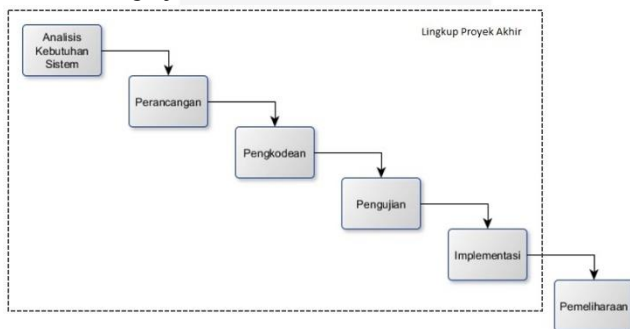 Lingkup Proyek Akhir
Analisis
Kebutuhan
Sistem
Perancangan
Pengkodean
Pengujian
Implementasi
Pemeliharaan